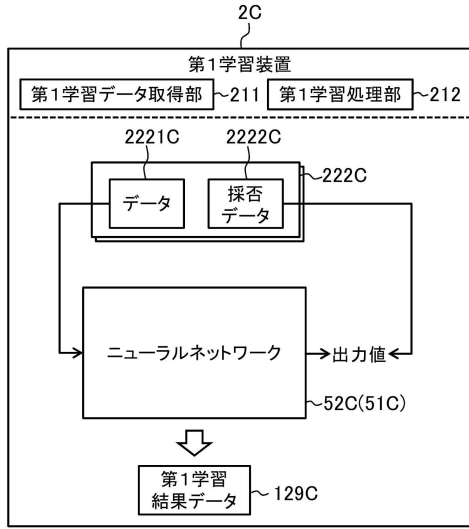 2C
第1学習装置
第1学習データ取得部
211
第1学習処理部
212
2221C
2222C
222C
データ
採否
データ
ニューラルネットワーク
出力値
52C(51C)
第1学習
結果データ
129C